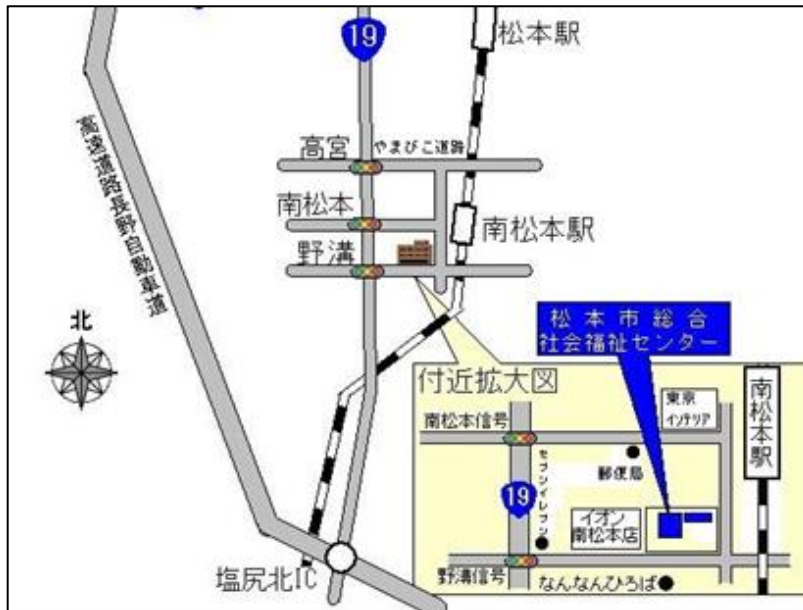 19
松本駅
高宮
やまびこ道路
高速道路長野自動車道
南松本
南松本駅
野溝
北
松本市総合
社会福祉センター
付近拡大図
塩尻北IC
東京
インテリア
南松本駅
南松本信号
セブンイレブン
郵便局
19
イオン
南松本店
野溝信号
なんなんひろば